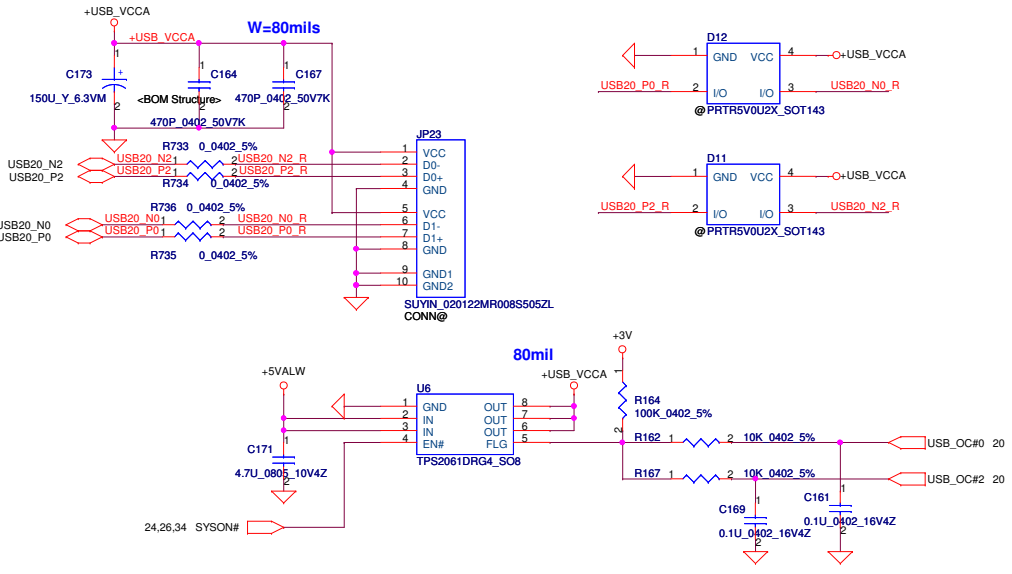 +USB_VCCA
W=80mils
+USB_VCCA
1 1 1
C173 + C164 C167
150U_Y_6.3VM <BOM Structure> 470P_0402_50V7K
2 2 2
470P_0402_50V7K
R733 0_0402_5%
USB20_N2 USB20_N2 1 2 USB20_N2_R
USB20_P2 USB20_P2 1 2 USB20_P2_R
R734 0_0402_5%
R736 0_0402_5%
USB20_N0 USB20_N0 1 2 USB20_N0_R
USB20_P0 USB20_P0 1 2 USB20_P0_R
R735 0_0402_5%
JP23
1 VCC
2 D0-
3 D0+
4 GND
5 VCC
6 D1-
7 D1+
8 GND
9 GND1
10 GND2
SUYIN_020122MR008S505ZL
CONN@
D12
1 GND VCC 4 +USB_VCCA
USB20_P0_R 2 I/O I/O 3 USB20_N0_R
@PRTR5V0U2X_SOT143
D11
1 GND VCC 4 +USB_VCCA
USB20_P2_R 2 I/O I/O 3 USB20_N2_R
@PRTR5V0U2X_SOT143
80mil
+3V
+5VALW
+USB_VCCA
U6
1 GND OUT 8
2 IN OUT 7
3 IN OUT 6
4 EN# FLG 5
TPS2061DRG4_SO8
1
C171
4.7U_0805_10V4Z
2
24,26,34 SYSON#
1
R164
100K_0402_5%
2
R162 1 2 10K_0402_5% USB_OC#0 20
R167 1 2 10K_0402_5% USB_OC#2 20
1
C161
0.1U_0402_16V4Z
2
1
C169
0.1U_0402_16V4Z
2